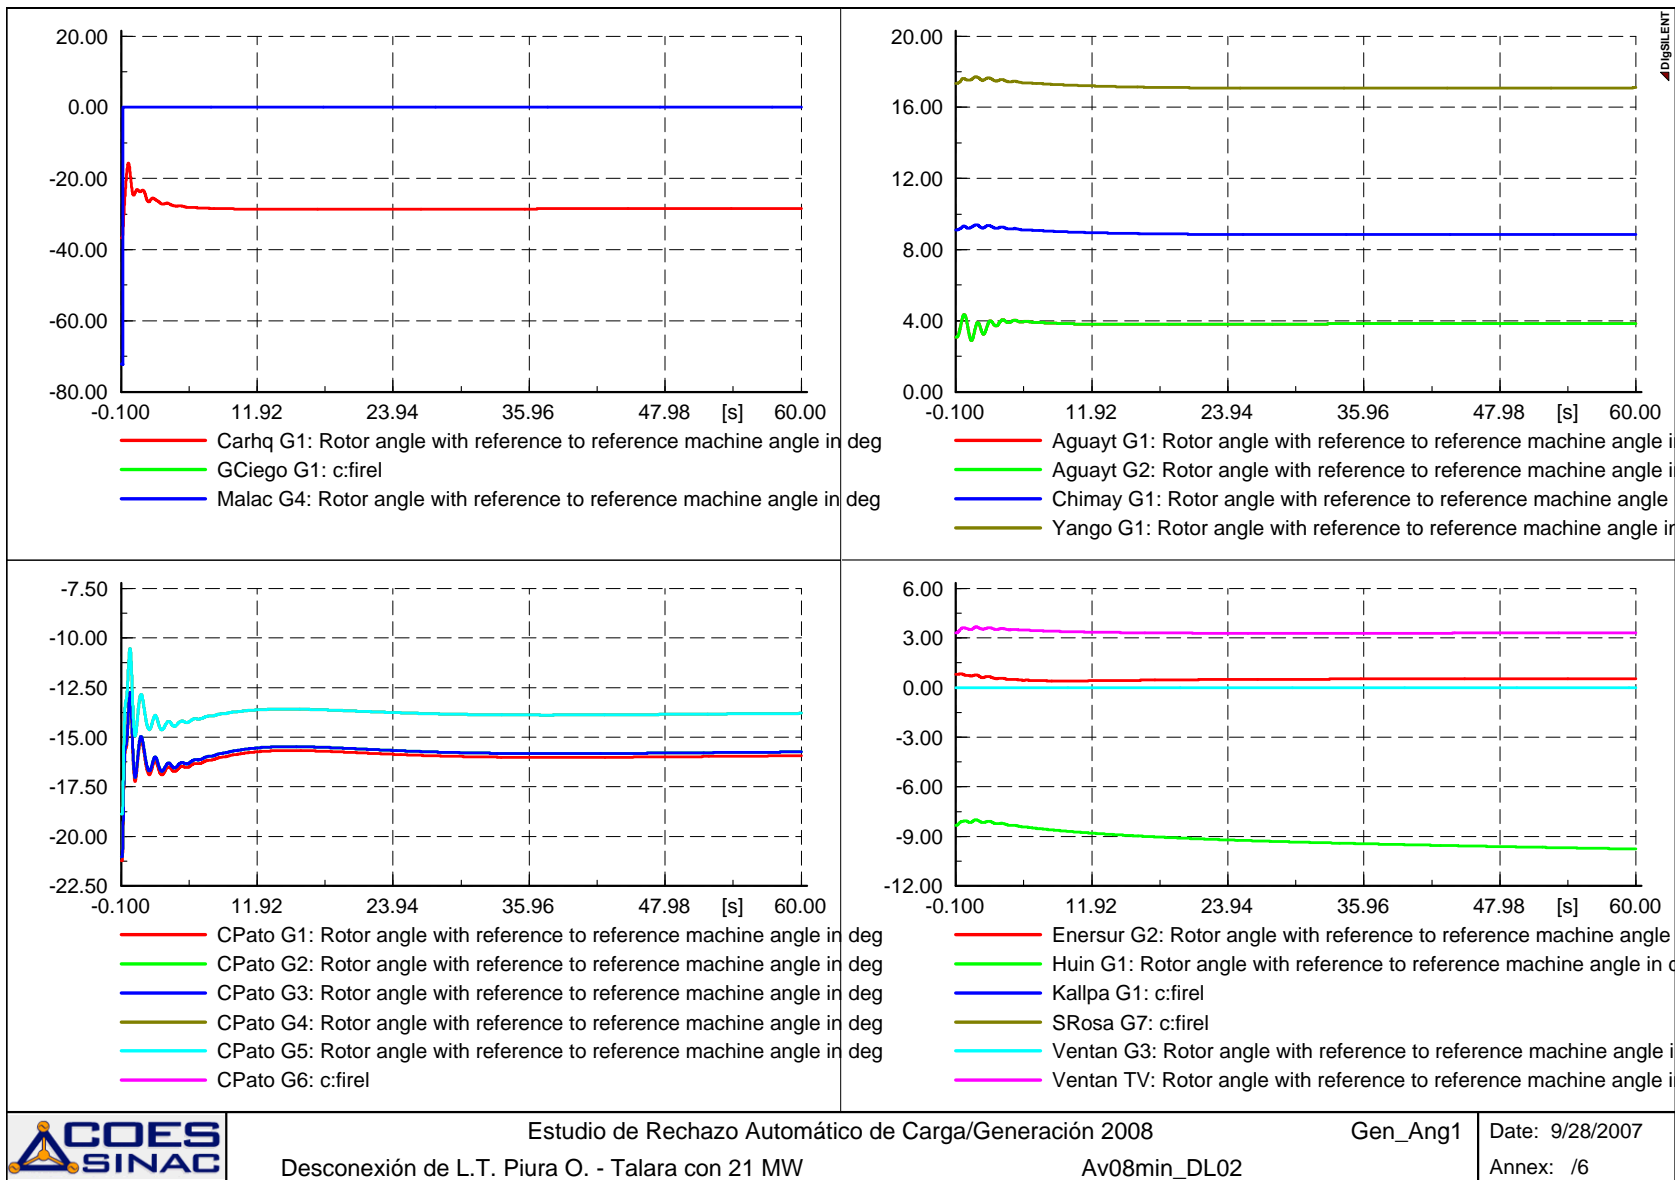 DIgSILENT
20.00
0.00
-20.00
-40.00
-60.00
-80.00
-0.100 11.92 23.94 35.96 47.98 [s] 60.00
Carhq G1: Rotor angle with reference to reference machine angle in deg
GCiego G1: c:firel
Malac G4: Rotor angle with reference to reference machine angle in deg
20.00
16.00
12.00
8.00
4.00
0.00
-0.100 11.92 23.94 35.96 47.98 [s] 60.00
Aguayt G1: Rotor angle with reference to reference machine angle i
Aguayt G2: Rotor angle with reference to reference machine angle i
Chimay G1: Rotor angle with reference to reference machine angle
Yango G1: Rotor angle with reference to reference machine angle in
-7.50
-10.00
-12.50
-15.00
-17.50
-20.00
-22.50
-0.100 11.92 23.94 35.96 47.98 [s] 60.00
CPato G1: Rotor angle with reference to reference machine angle in deg
CPato G2: Rotor angle with reference to reference machine angle in deg
CPato G3: Rotor angle with reference to reference machine angle in deg
CPato G4: Rotor angle with reference to reference machine angle in deg
CPato G5: Rotor angle with reference to reference machine angle in deg
CPato G6: c:firel
6.00
3.00
0.00
-3.00
-6.00
-9.00
-12.00
-0.100 11.92 23.94 35.96 47.98 [s] 60.00
Enersur G2: Rotor angle with reference to reference machine angle
Huin G1: Rotor angle with reference to reference machine angle in d
Kallpa G1: c:firel
SRosa G7: c:firel
Ventan G3: Rotor angle with reference to reference machine angle i
Ventan TV: Rotor angle with reference to reference machine angle i
COES
SINAC
Estudio de Rechazo Automático de Carga/Generación 2008 Gen_Ang1
Desconexión de L.T. Piura O. - Talara con 21 MW Av08min_DL02
Date: 9/28/2007
Annex: /6